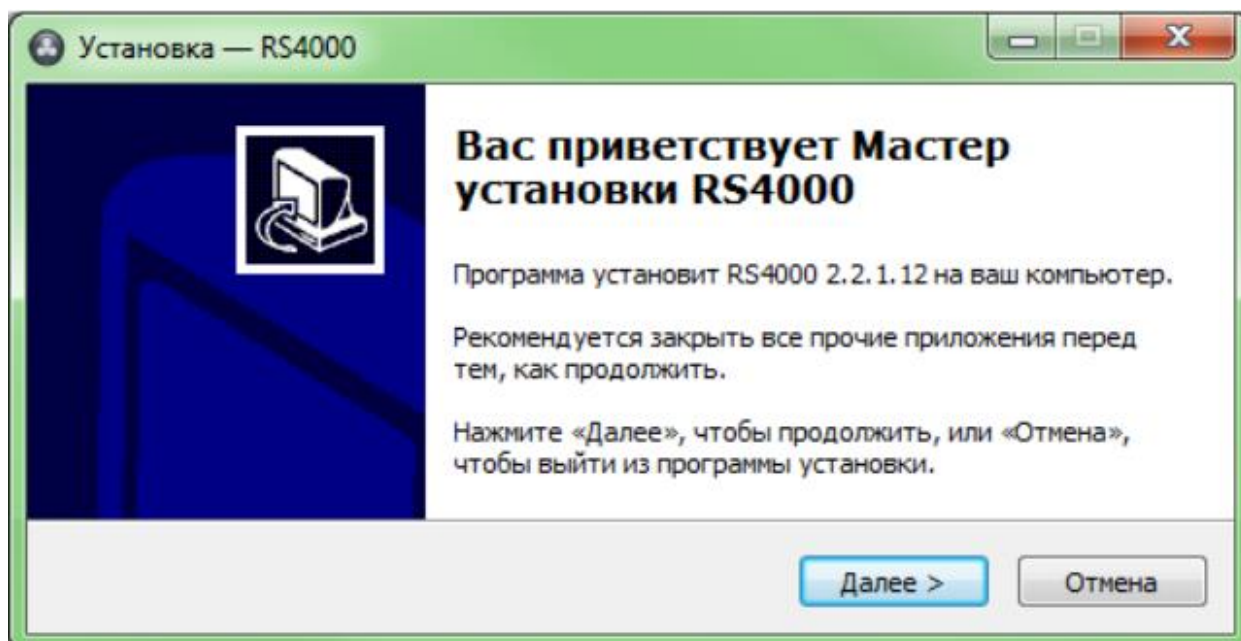 Установка — RS4000
Вас приветствует Мастер
установки RS4000
Программа установит RS4000 2.2.1.12 на ваш компьютер.
Рекомендуется закрыть все прочие приложения перед
тем, как продолжить.
Нажмите «Далее», чтобы продолжить, или «Отмена»,
чтобы выйти из программы установки.
Далее >
Отмена